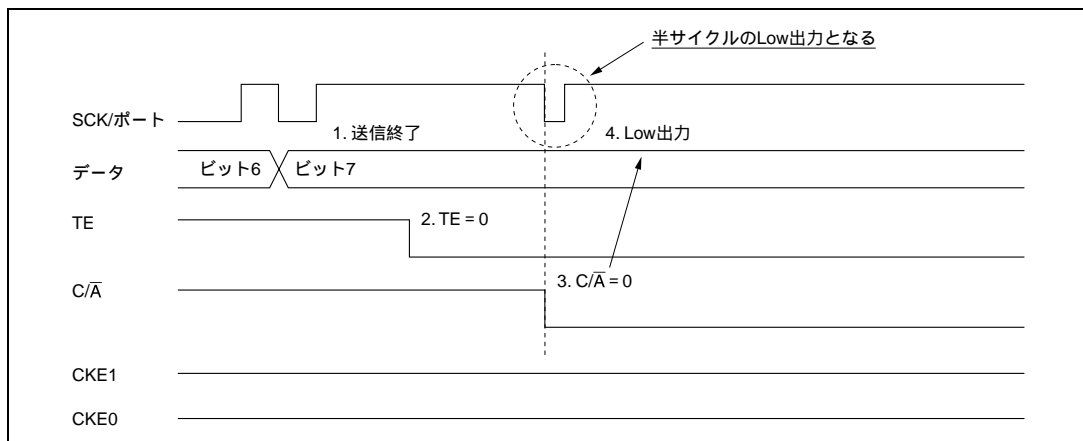 半サイクルのLow出力となる
SCK/ポート
1. 送信終了
4. Low出力
データ
ビット6
ビット7
TE
2. TE = 0
C/A̅
3. C/A̅ = 0
CKE1
CKE0